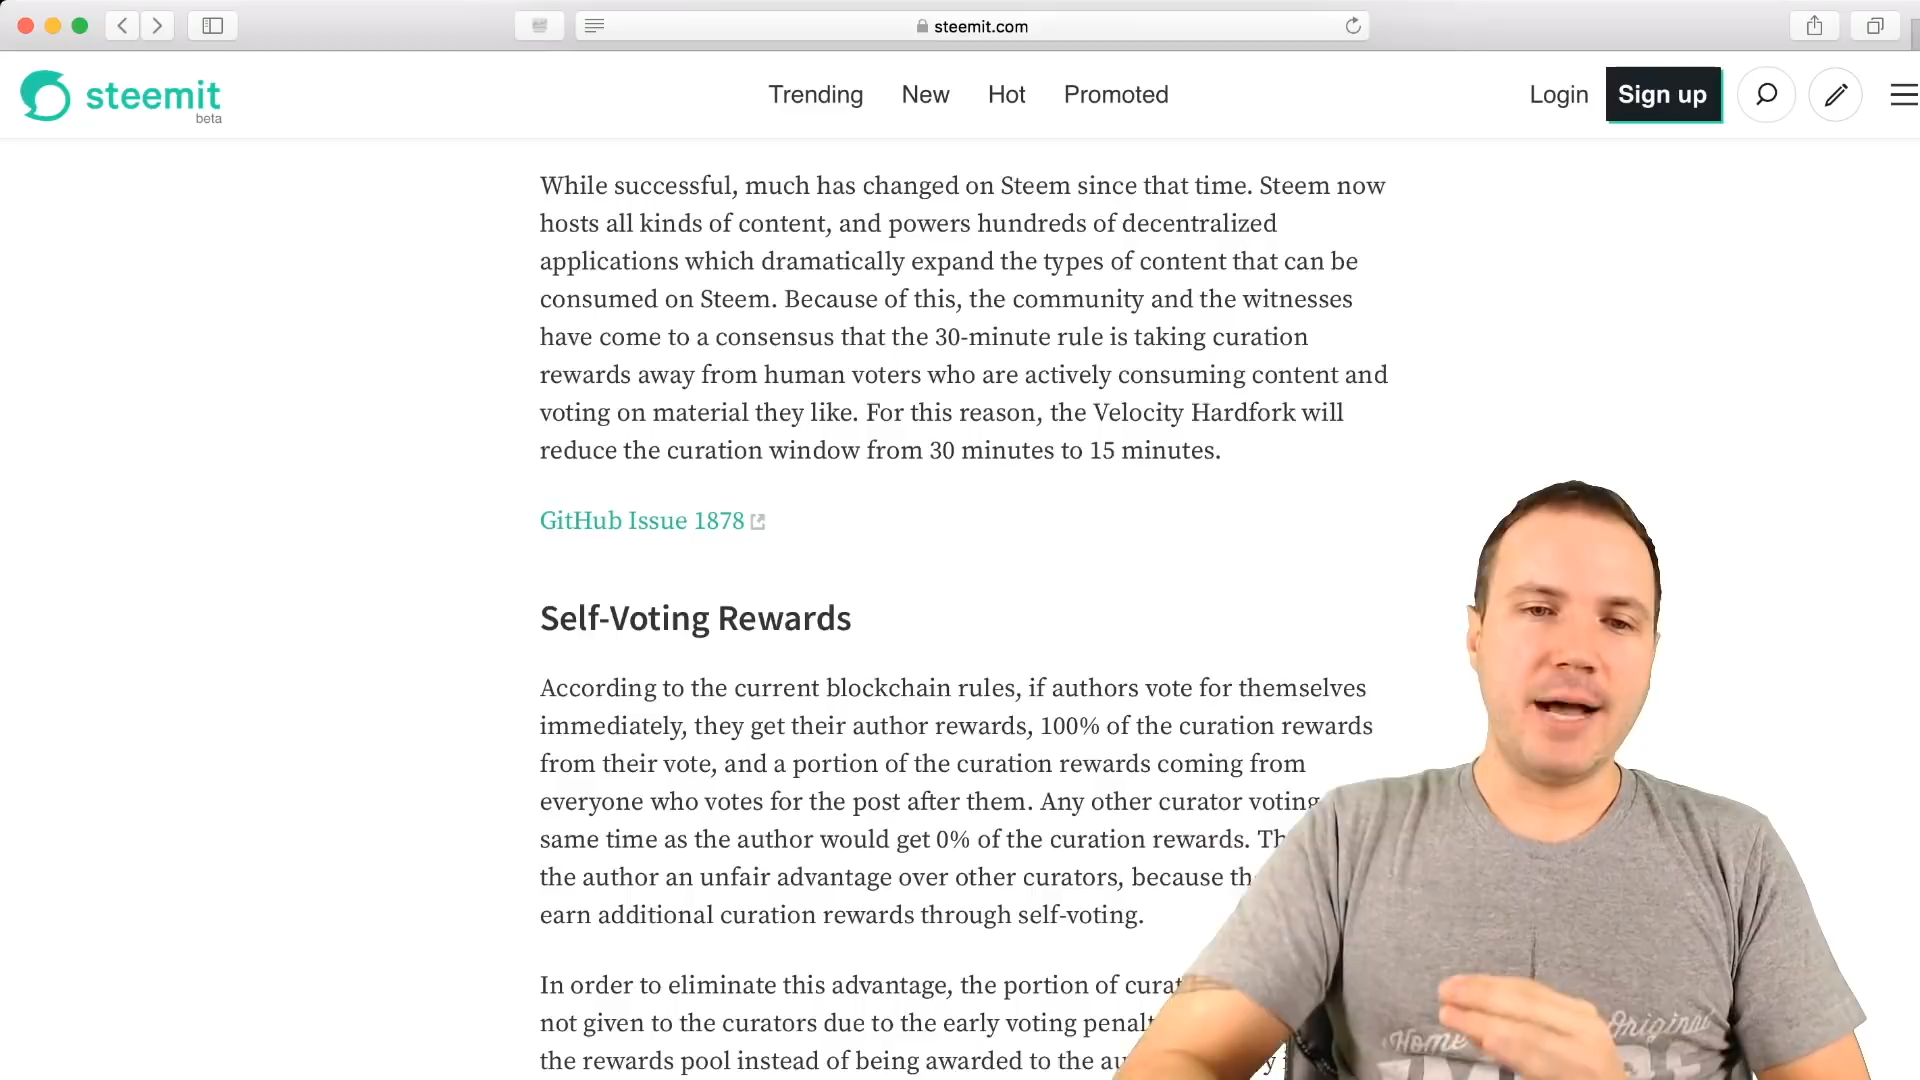 steemit.com
steemit
beta
Trending New Hot Promoted
Login Sign up
While successful, much has changed on Steem since that time. Steem now
hosts all kinds of content, and powers hundreds of decentralized
applications which dramatically expand the types of content that can be
consumed on Steem. Because of this, the community and the witnesses
have come to a consensus that the 30-minute rule is taking curation
rewards away from human voters who are actively consuming content and
voting on material they like. For this reason, the Velocity Hardfork will
reduce the curation window from 30 minutes to 15 minutes.
GitHub Issue 1878
Self-Voting Rewards
According to the current blockchain rules, if authors vote for themselves
immediately, they get their author rewards, 100% of the curation rewards
from their vote, and a portion of the curation rewards coming from
everyone who votes for the post after them. Any other curator voting
same time as the author would get 0% of the curation rewards.
the author an unfair advantage over other curators, because
earn additional curation rewards through self-voting.
In order to eliminate this advantage, the portion of
not given to the curators due to the early voting
the rewards pool instead of being awarded to the
Home Original